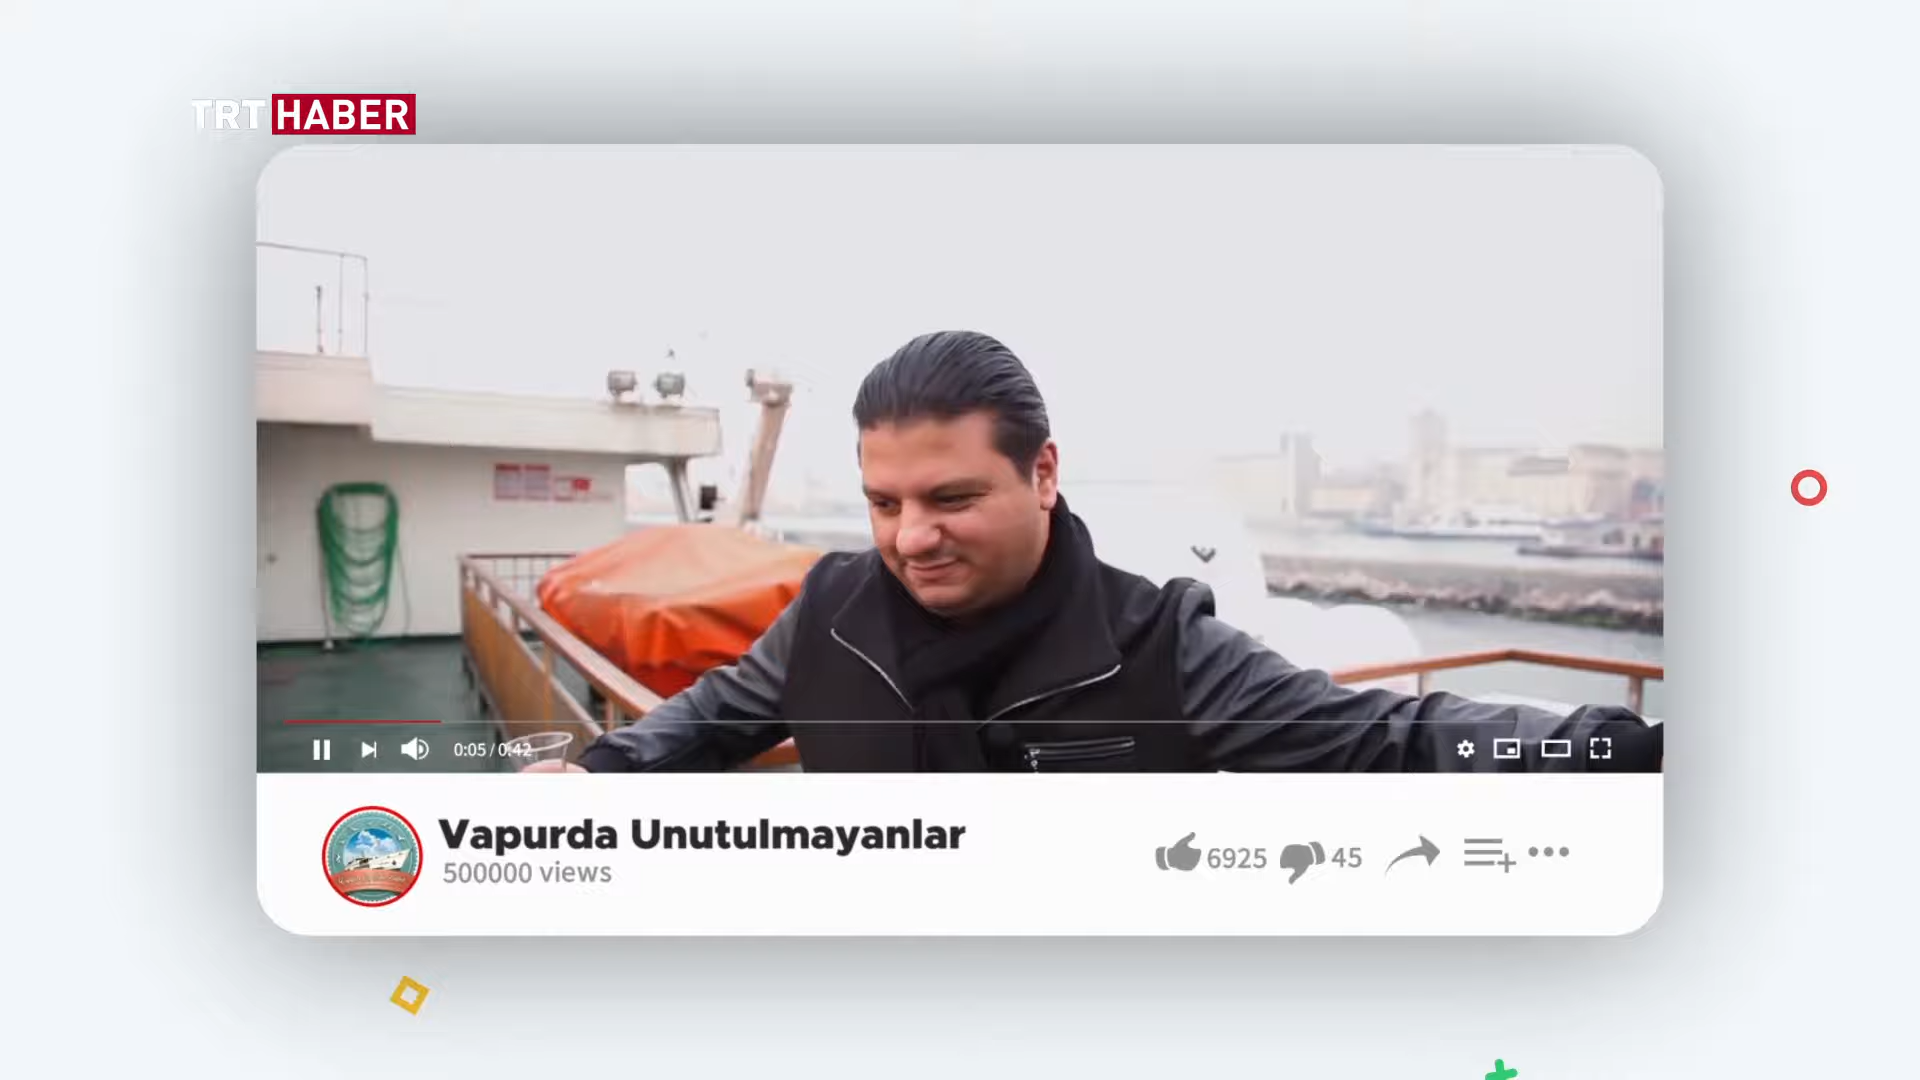 TRT HABER
0:05 / 0:42
Vapurda Unutulmayanlar
500000 views
6925
45